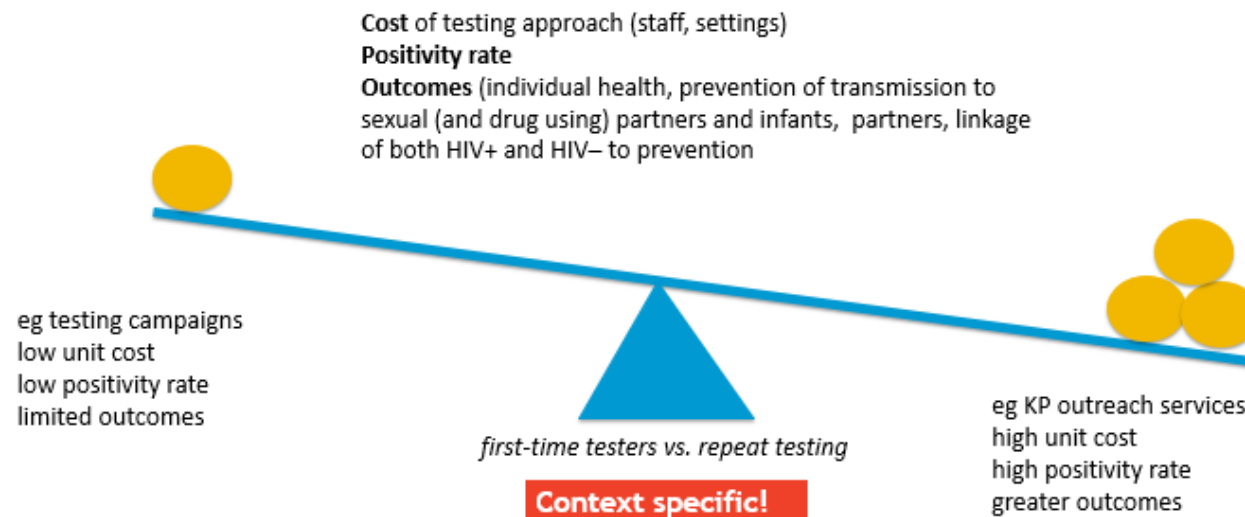 Cost of testing approach (staff, settings)
Positivity rate
Outcomes (individual health, prevention of transmission to
sexual (and drug using) partners and infants,  partners, linkage
of both HIV+ and HIV– to prevention
eg testing campaigns
low unit cost
low positivity rate
limited outcomes
first-time testers vs. repeat testing
Context specific!
eg KP outreach services
high unit cost
high positivity rate
greater outcomes